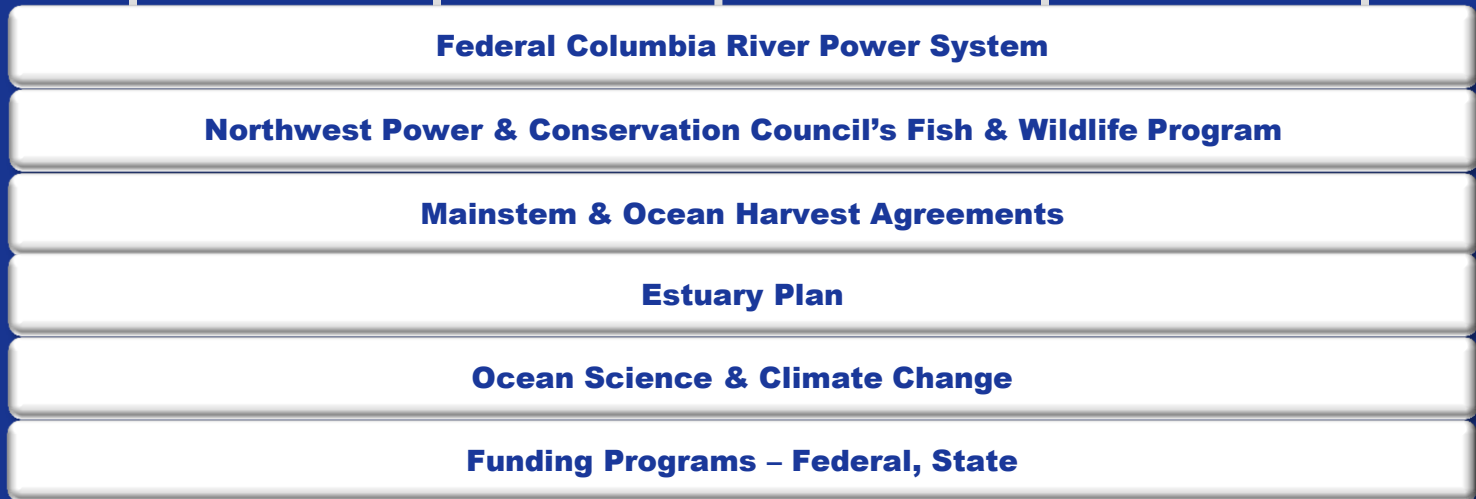 Federal Columbia River Power System
Northwest Power & Conservation Council’s Fish & Wildlife Program
Mainstem & Ocean Harvest Agreements
Estuary Plan
Ocean Science & Climate Change
Funding Programs – Federal, State